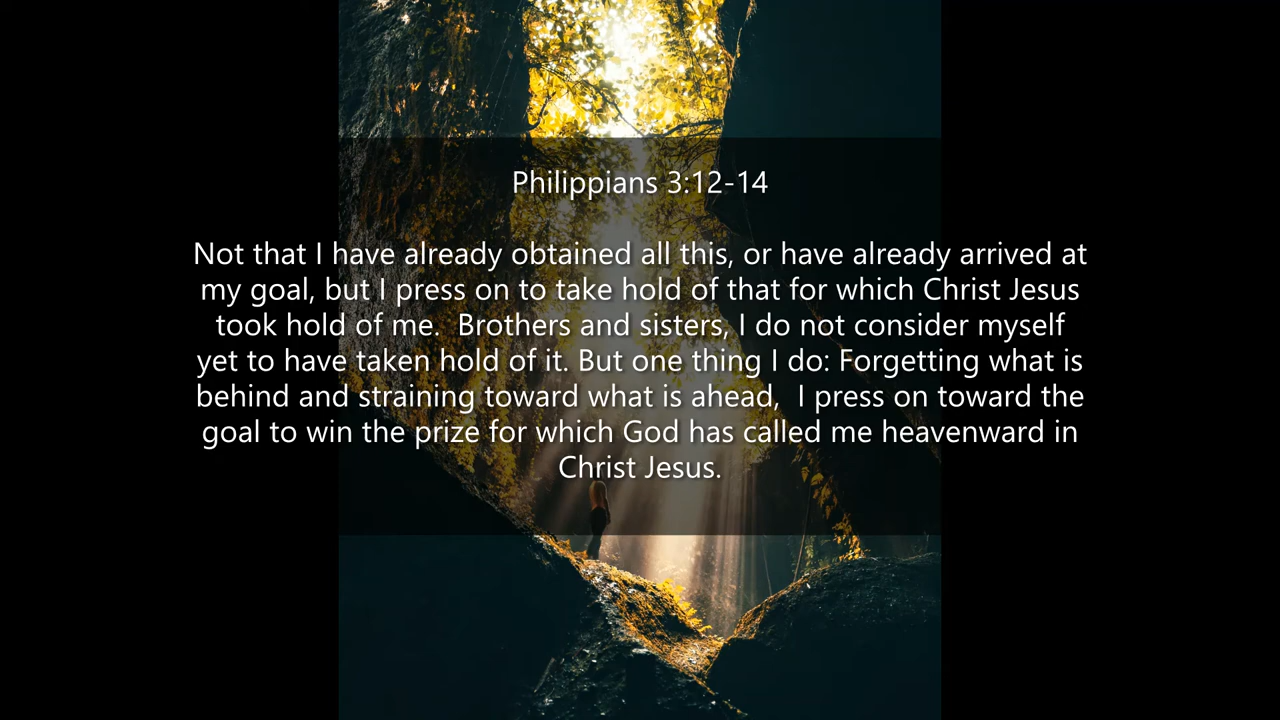 Philippians 3:12-14
Not that I have already obtained all this, or have already arrived at
my goal, but I press on to take hold of that for which Christ Jesus
took hold of me.  Brothers and sisters, I do not consider myself
yet to have taken hold of it. But one thing I do: Forgetting what is
behind and straining toward what is ahead,  I press on toward the
goal to win the prize for which God has called me heavenward in
Christ Jesus.